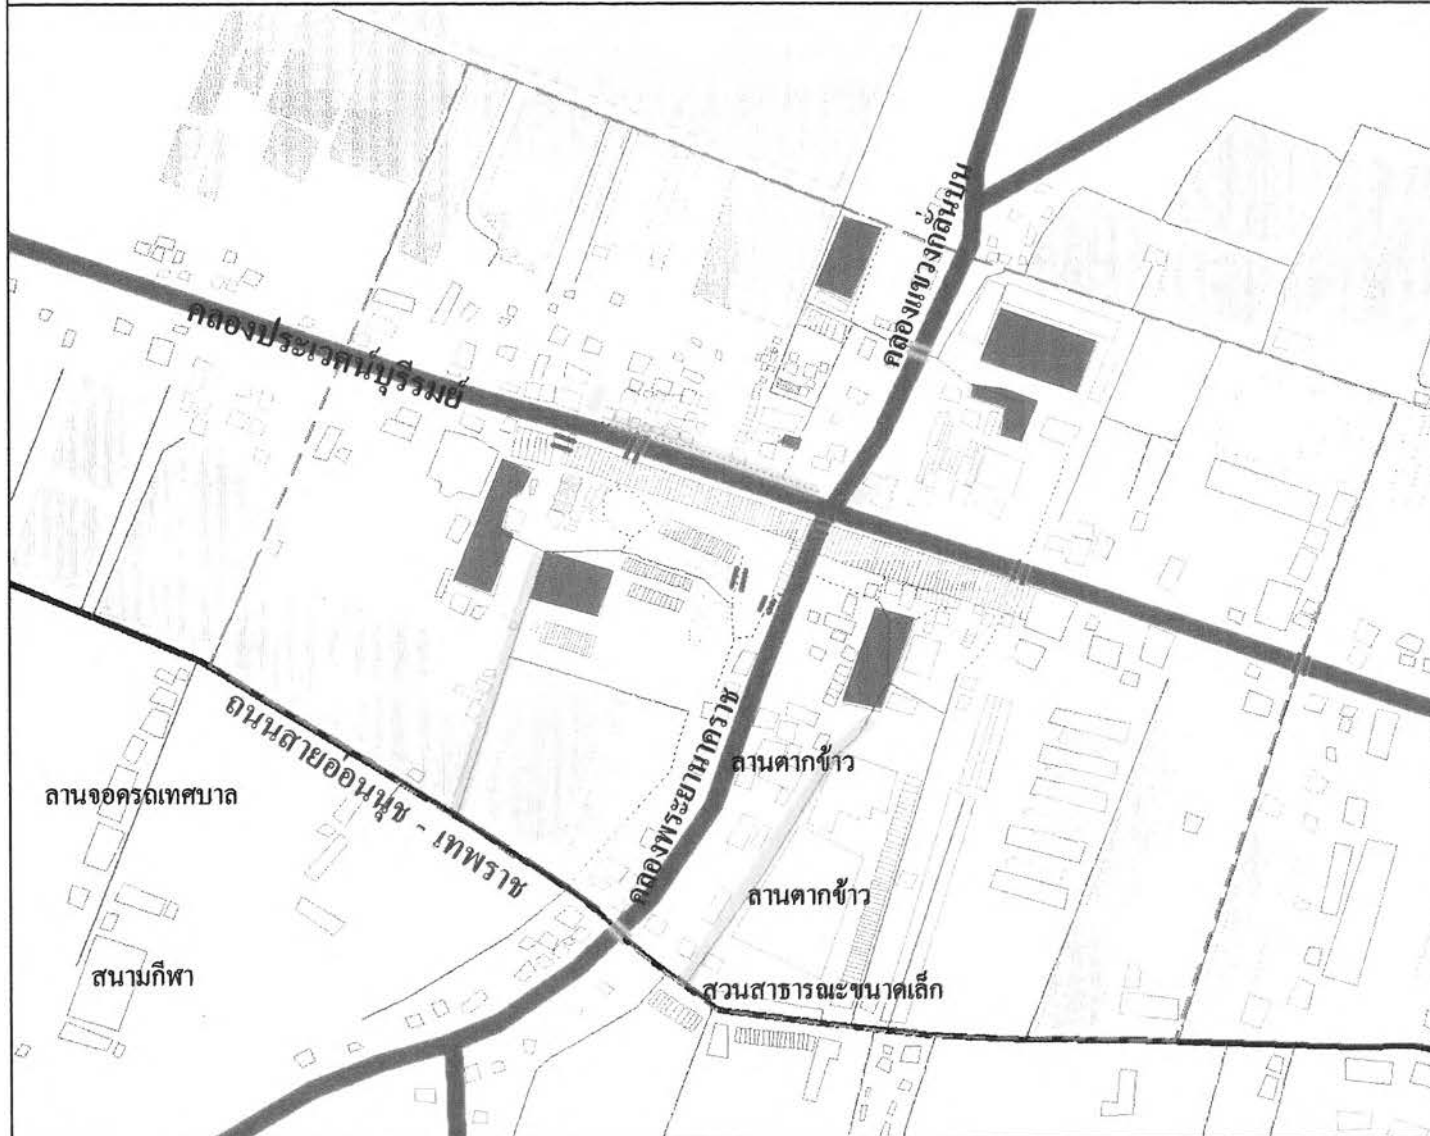 คลองแขวงกลั่นบน
คลองประเวศน์บุรีรมย์
คลองพระยานาคราช
ถนนสายอ่อนนุช - เทพราช
ลานตากข้าว
ลานจอดรถเทศบาล
ลานตากข้าว
สนามกีฬา
สวนสาธารณะขนาดเล็ก